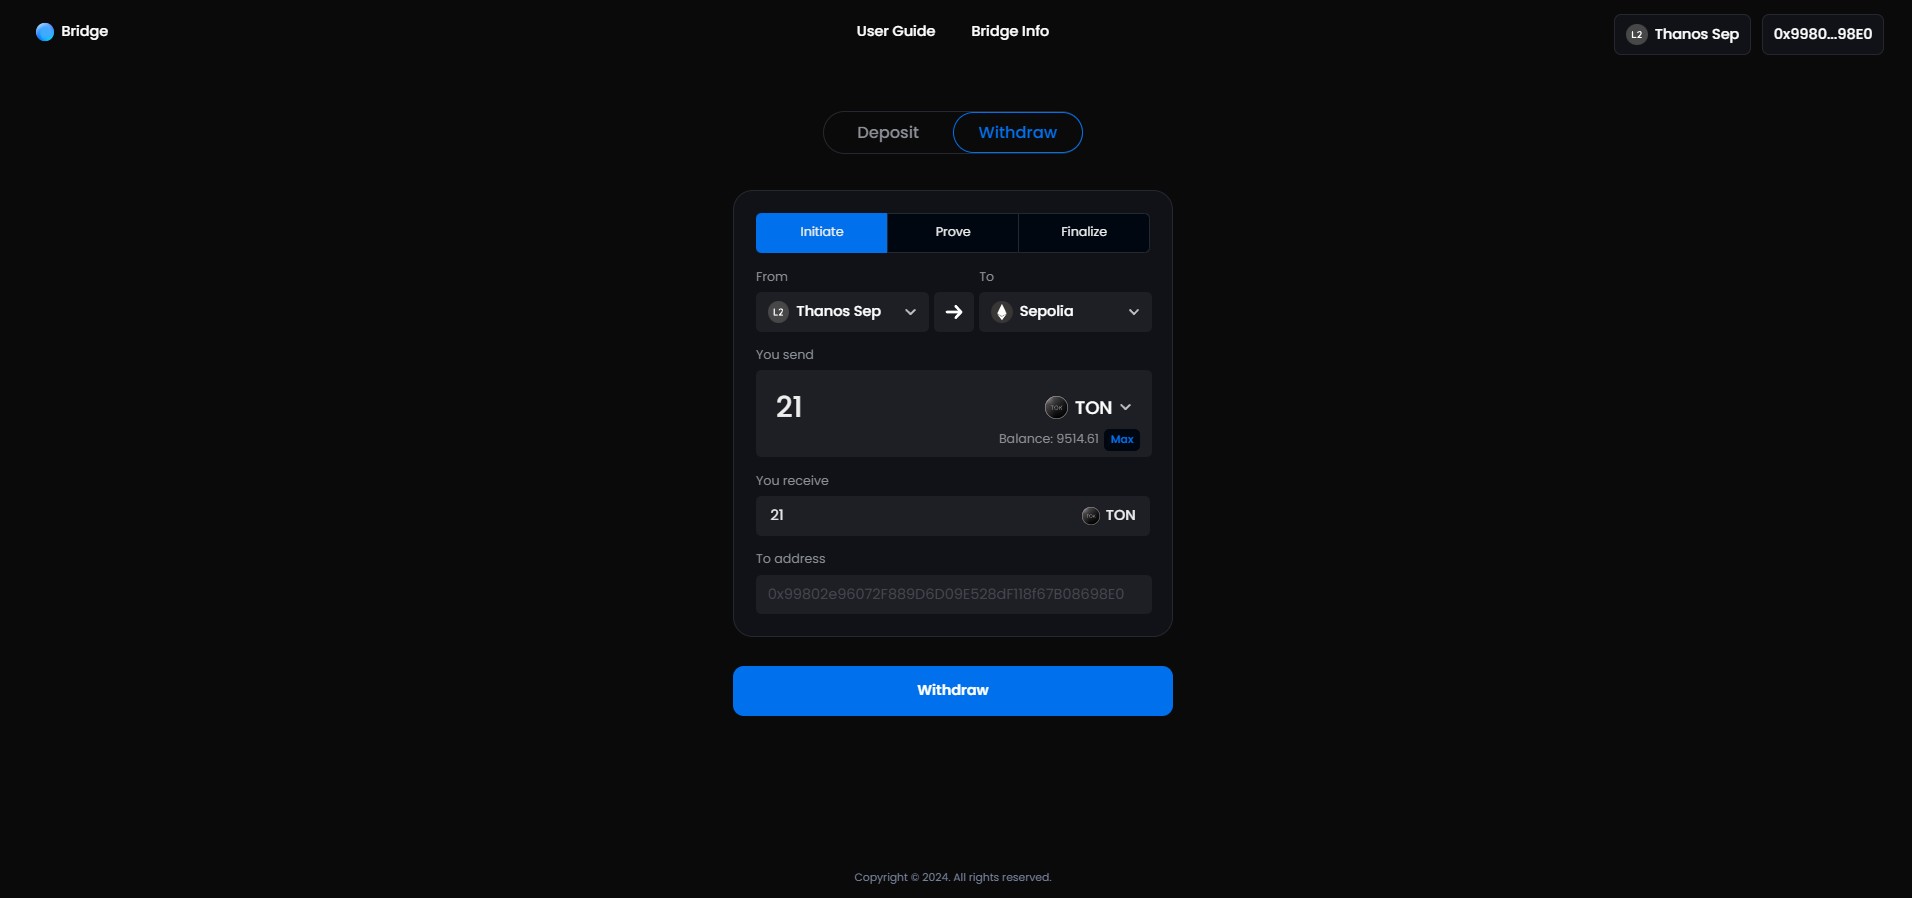 Bridge
User Guide
Bridge Info
L2 Thanos Sep
0x9980...98E0
Deposit
Withdraw
Initiate
Prove
Finalize
From
To
L2 Thanos Sep
Sepolia
You send
21
TON
Balance: 9514.61
Max
You receive
21
TON
To address
0x99802e96072F889D6D09E528dF118f67B08698E0
Withdraw
Copyright © 2024. All rights reserved.